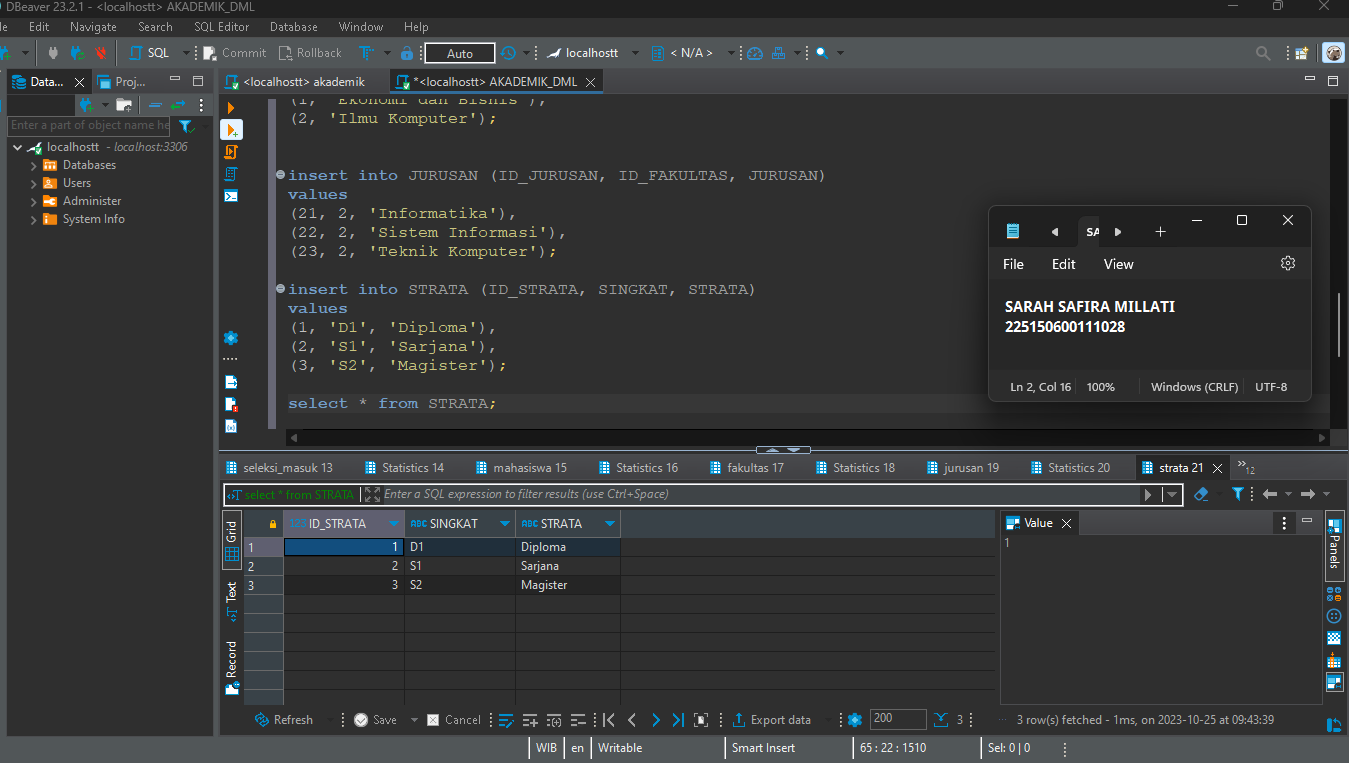 DBeaver 23.2.1 - <localhostt> AKADEMIK_DML
le Edit Navigate Search SQL Editor Database Window Help
SQL Commit Rollback T Auto localhostt < N/A >
Data... Proj...
<localhostt> akademik *<localhostt> AKADEMIK_DML
Enter a part of object name he
localhostt - localhost:3306
Databases
Users
Administer
System Info
(1, 'Ekonomi dan Bisnis'),
(2, 'Ilmu Komputer');
insert into JURUSAN (ID_JURUSAN, ID_FAKULTAS, JURUSAN)
values
(21, 2, 'Informatika'),
(22, 2, 'Sistem Informasi'),
(23, 2, 'Teknik Komputer');
insert into STRATA (ID_STRATA, SINGKAT, STRATA)
values
(1, 'D1', 'Diploma'),
(2, 'S1', 'Sarjana'),
(3, 'S2', 'Magister');
select * from STRATA;
SA
File Edit View
SARAH SAFIRA MILLATI
225150600111028
Ln 2, Col 16 100% Windows (CRLF) UTF-8
seleksi_masuk 13 Statistics 14 mahasiswa 15 Statistics 16 fakultas 17 Statistics 18 jurusan 19 Statistics 20 strata 21 »12
select * from STRATA Enter a SQL expression to filter results (use Ctrl+Space)
Grid
Text
Record
123 ID_STRATA ABC SINGKAT ABC STRATA
1 1 D1 Diploma
2 2 S1 Sarjana
3 3 S2 Magister
Value
1
Panels
Refresh Save Cancel Export data 200 3 3 row(s) fetched - 1ms, on 2023-10-25 at 09:43:39
WIB en Writable Smart Insert 65 : 22 : 1510 Sel: 0 | 0